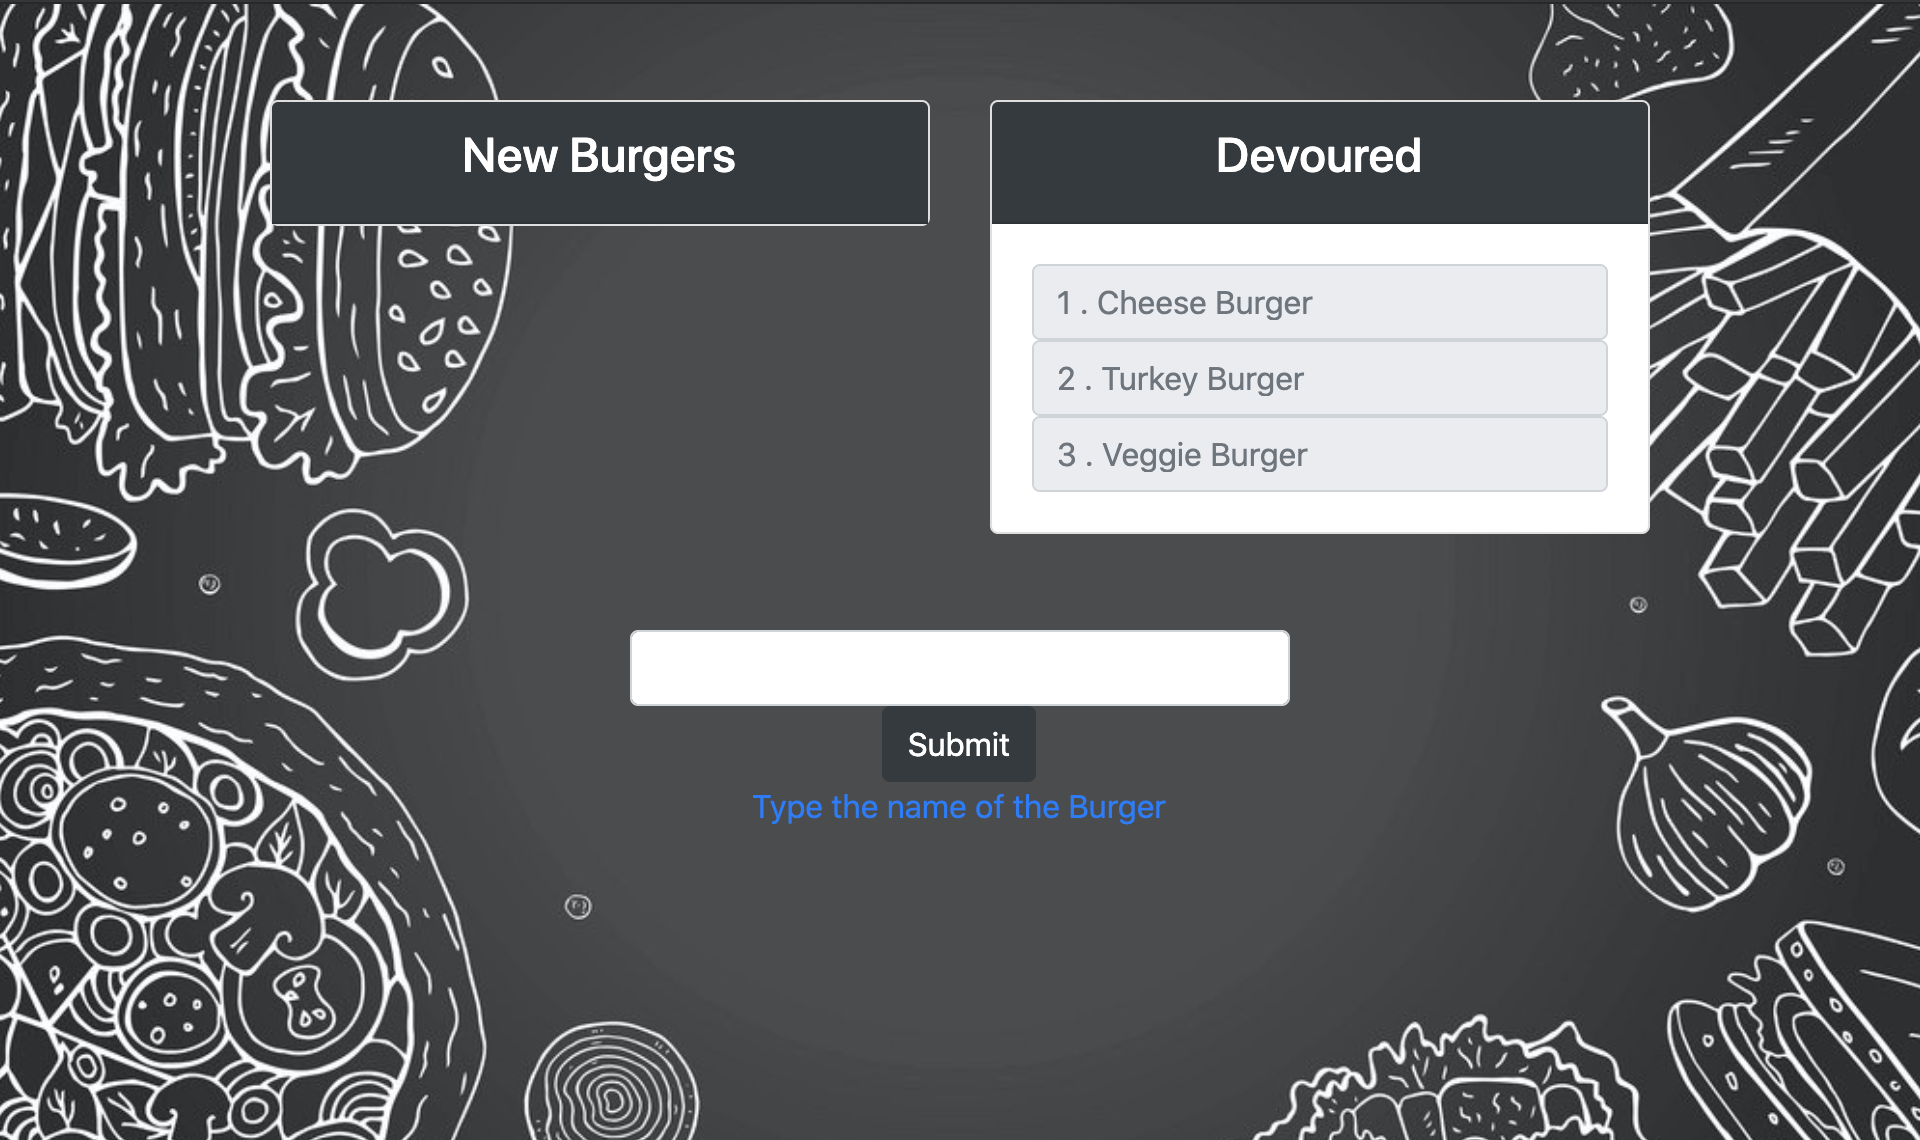 New Burgers
Devoured
1 . Cheese Burger
2 . Turkey Burger
3 . Veggie Burger
Submit
Type the name of the Burger